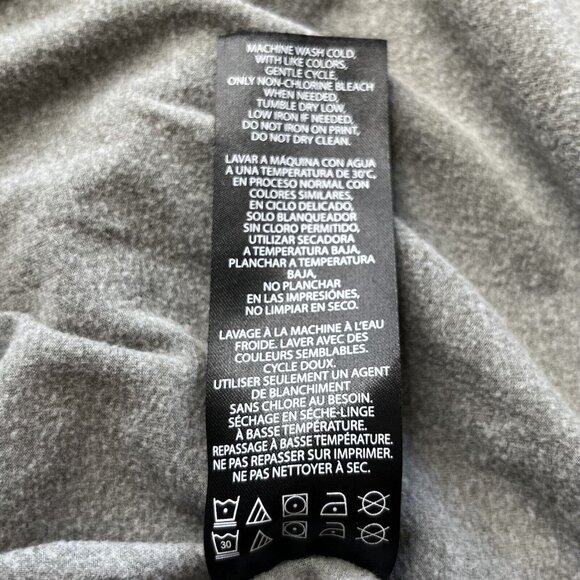 MACHINE WASH COLD,
WITH LIKE COLORS,
GENTLE CYCLE,
ONLY NON-CHLORINE BLEACH
WHEN NEEDED,
TUMBLE DRY LOW,
LOW IRON IF NEEDED,
DO NOT IRON ON PRINT,
DO NOT DRY CLEAN.
LAVAR A MÁQUINA CON AGUA
A UNA TEMPERATURA DE 30°C,
EN PROCESO NORMAL CON
COLORES SIMILARES,
EN CICLO DELICADO,
SOLO BLANQUEADOR
SIN CLORO PERMITIDO,
UTILIZAR SECADORA
A TEMPERATURA BAJA,
PLANCHAR A TEMPERATURA
BAJA,
NO PLANCHAR
EN LAS IMPRESIÓNES,
NO LIMPIAR EN SECO.
LAVAGE À LA MACHINE À L'EAU
FROIDE. LAVER AVEC DES
COULEURS SEMBLABLES.
CYCLE DOUX.
UTILISER SEULEMENT UN AGENT
DE BLANCHIMENT
SANS CHLORE AU BESOIN.
SÉCHAGE EN SÈCHE-LINGE
À BASSE TEMPÉRATURE.
REPASSAGE À BASSE TEMPÉRATURE.
NE PAS REPASSER SUR IMPRIMER.
NE PAS NETTOYER À SEC.
30